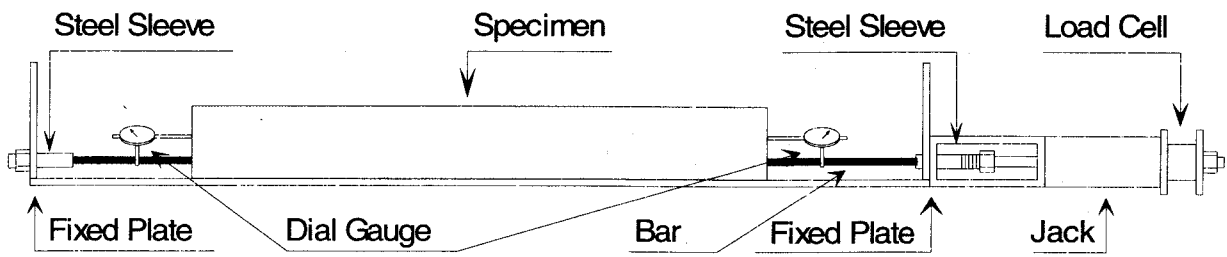 Steel Sleeve Specimen Steel Sleeve Load Cell
Fixed Plate Dial Gauge Bar Fixed Plate Jack